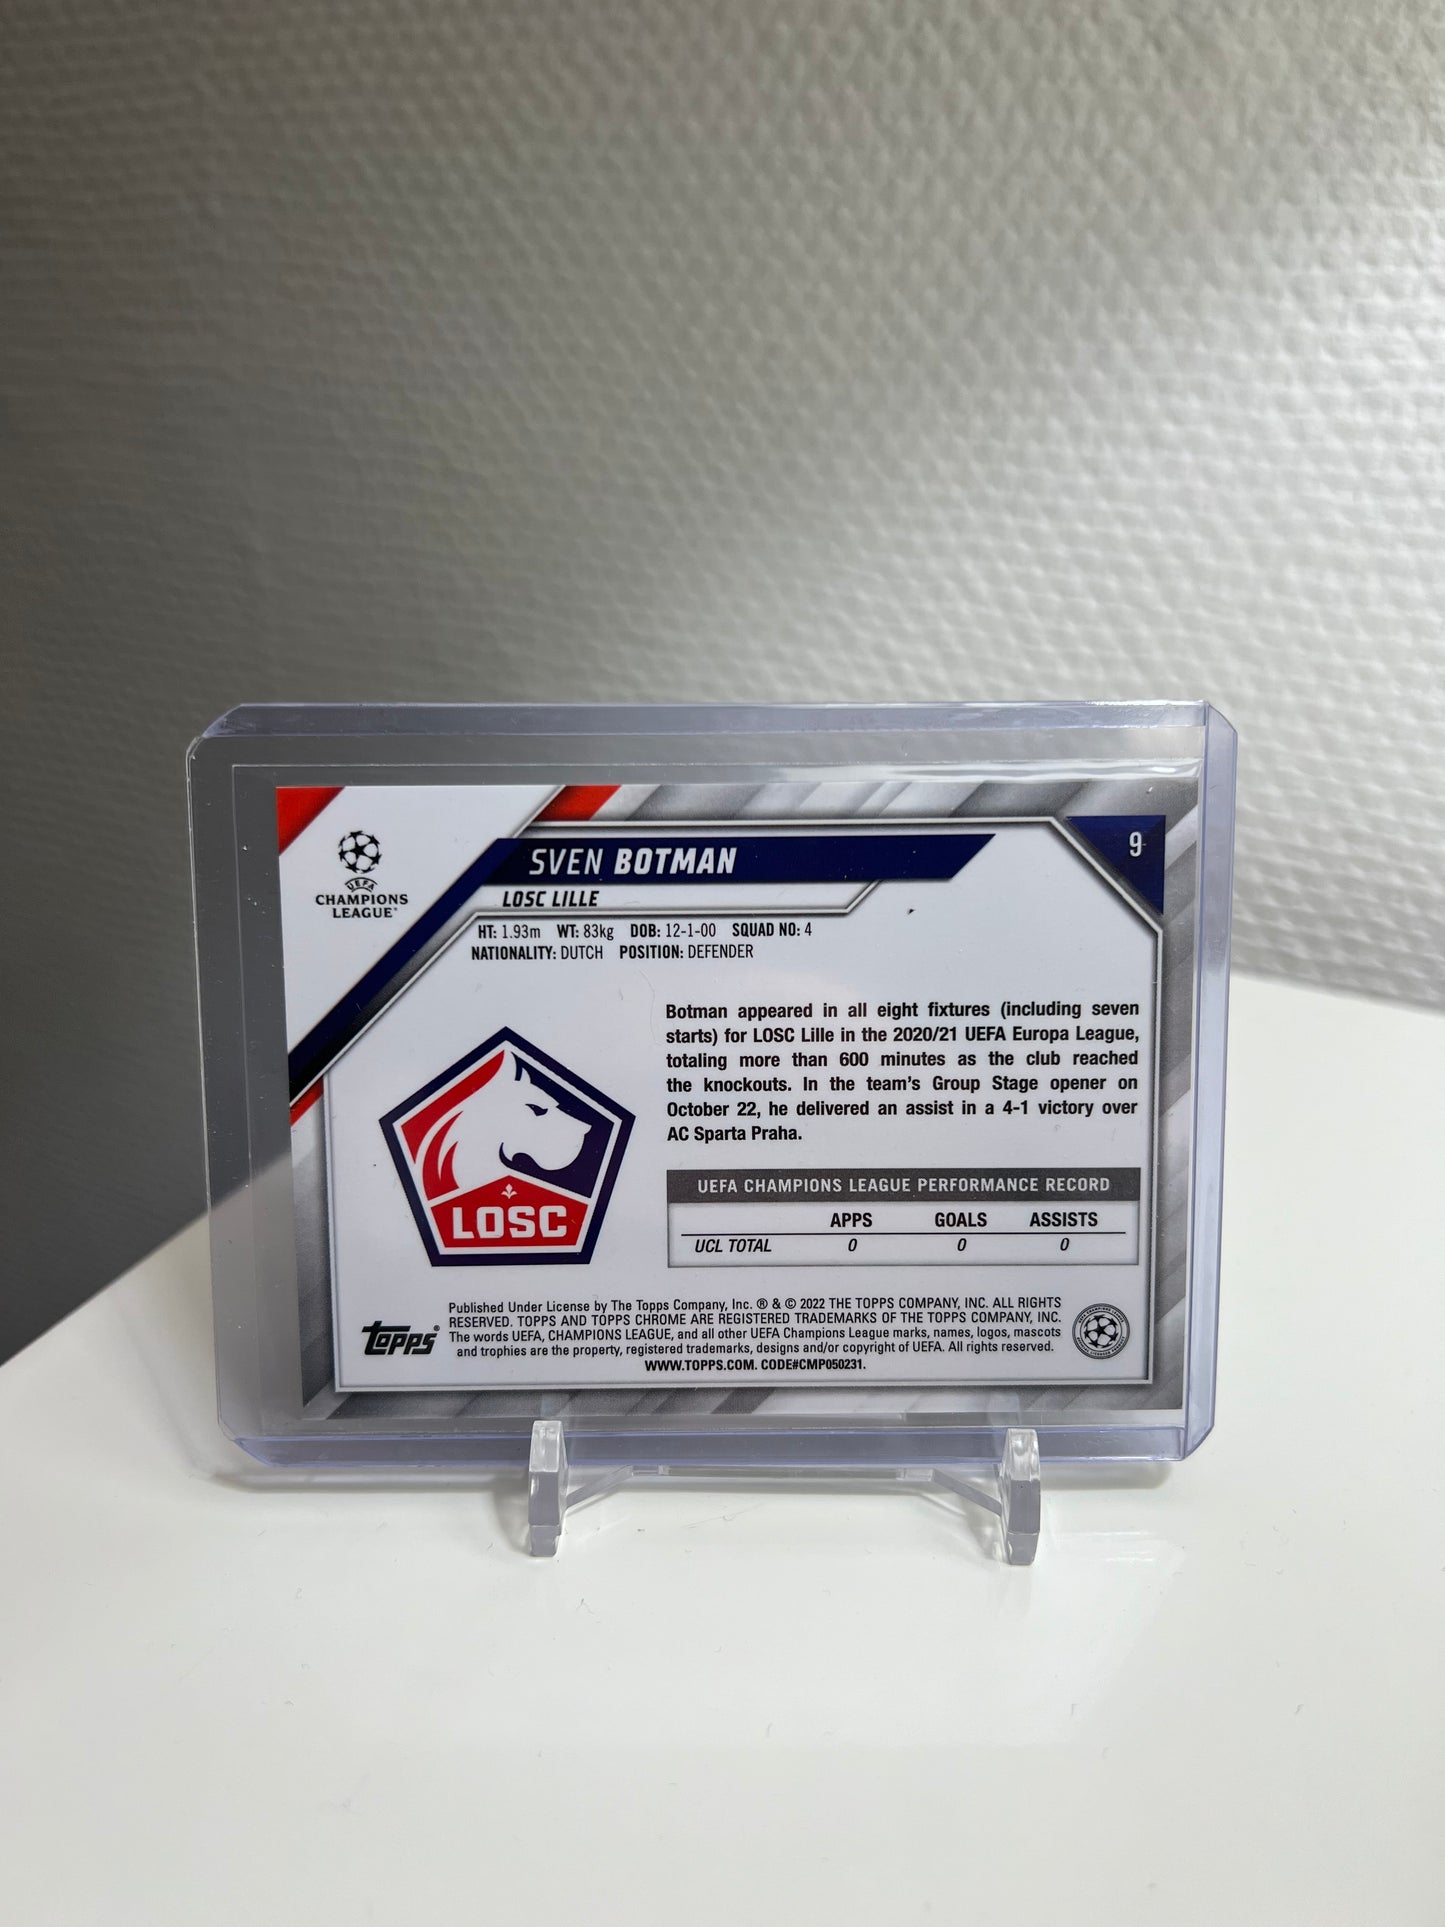 UEFA
CHAMPIONS
LEAGUE®
SVEN BOTMAN
9
LOSC LILLE
HT: 1.93m WT: 83kg DOB: 12-1-00 SQUAD NO: 4
NATIONALITY: DUTCH POSITION: DEFENDER
Botman appeared in all eight fixtures (including seven
starts) for LOSC Lille in the 2020/21 UEFA Europa League,
totaling more than 600 minutes as the club reached
the knockouts. In the team's Group Stage opener on
October 22, he delivered an assist in a 4-1 victory over
AC Sparta Praha.
LOSC
UEFA CHAMPIONS LEAGUE PERFORMANCE RECORD
APPS GOALS ASSISTS
UCL TOTAL 0 0 0
Topps®
Published Under License by The Topps Company, Inc. ® & © 2022 THE TOPPS COMPANY, INC. ALL RIGHTS
RESERVED. TOPPS AND TOPPS CHROME ARE REGISTERED TRADEMARKS OF THE TOPPS COMPANY, INC.
The words UEFA, CHAMPIONS LEAGUE, and all other UEFA Champions League marks, names, logos, mascots
and trophies are the property, registered trademarks, designs and/or copyright of UEFA. All rights reserved.
WWW.TOPPS.COM. CODE#CMP050231.